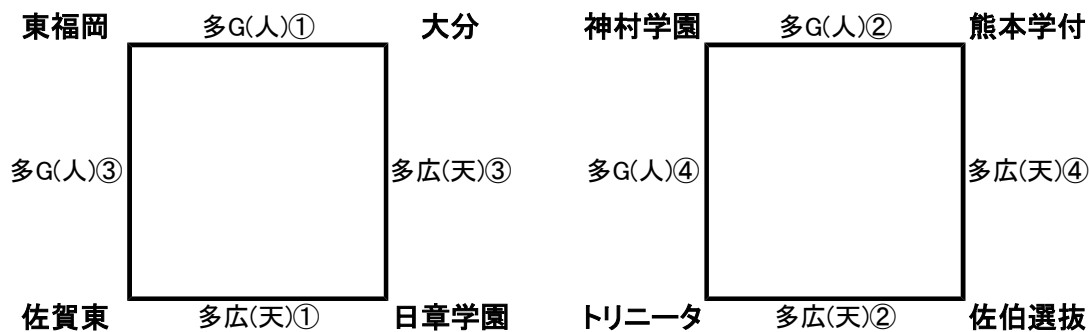 東福岡 多G(人)① 大分 神村学園 多G(人)② 熊本学付
多G(人)③ 多広(天)③ 多G(人)④ 多広(天)④
佐賀東 多広(天)① 日章学園 トリニータ 多広(天)② 佐伯選抜